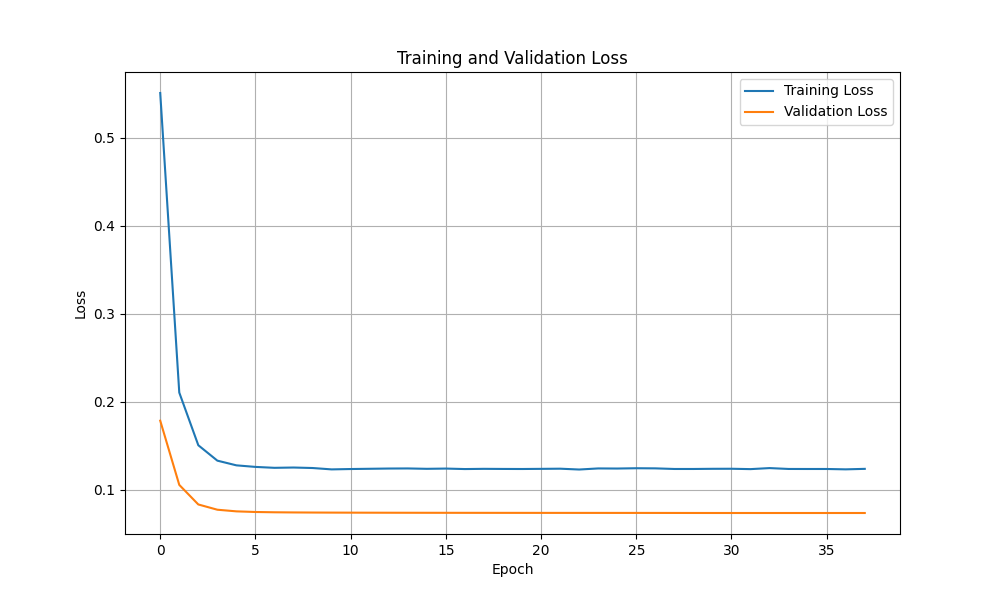 Training and Validation Loss
Training Loss
Validation Loss
0.5
0.4
0.3
0.2
0.1
Loss
0 5 10 15 20 25 30 35
Epoch